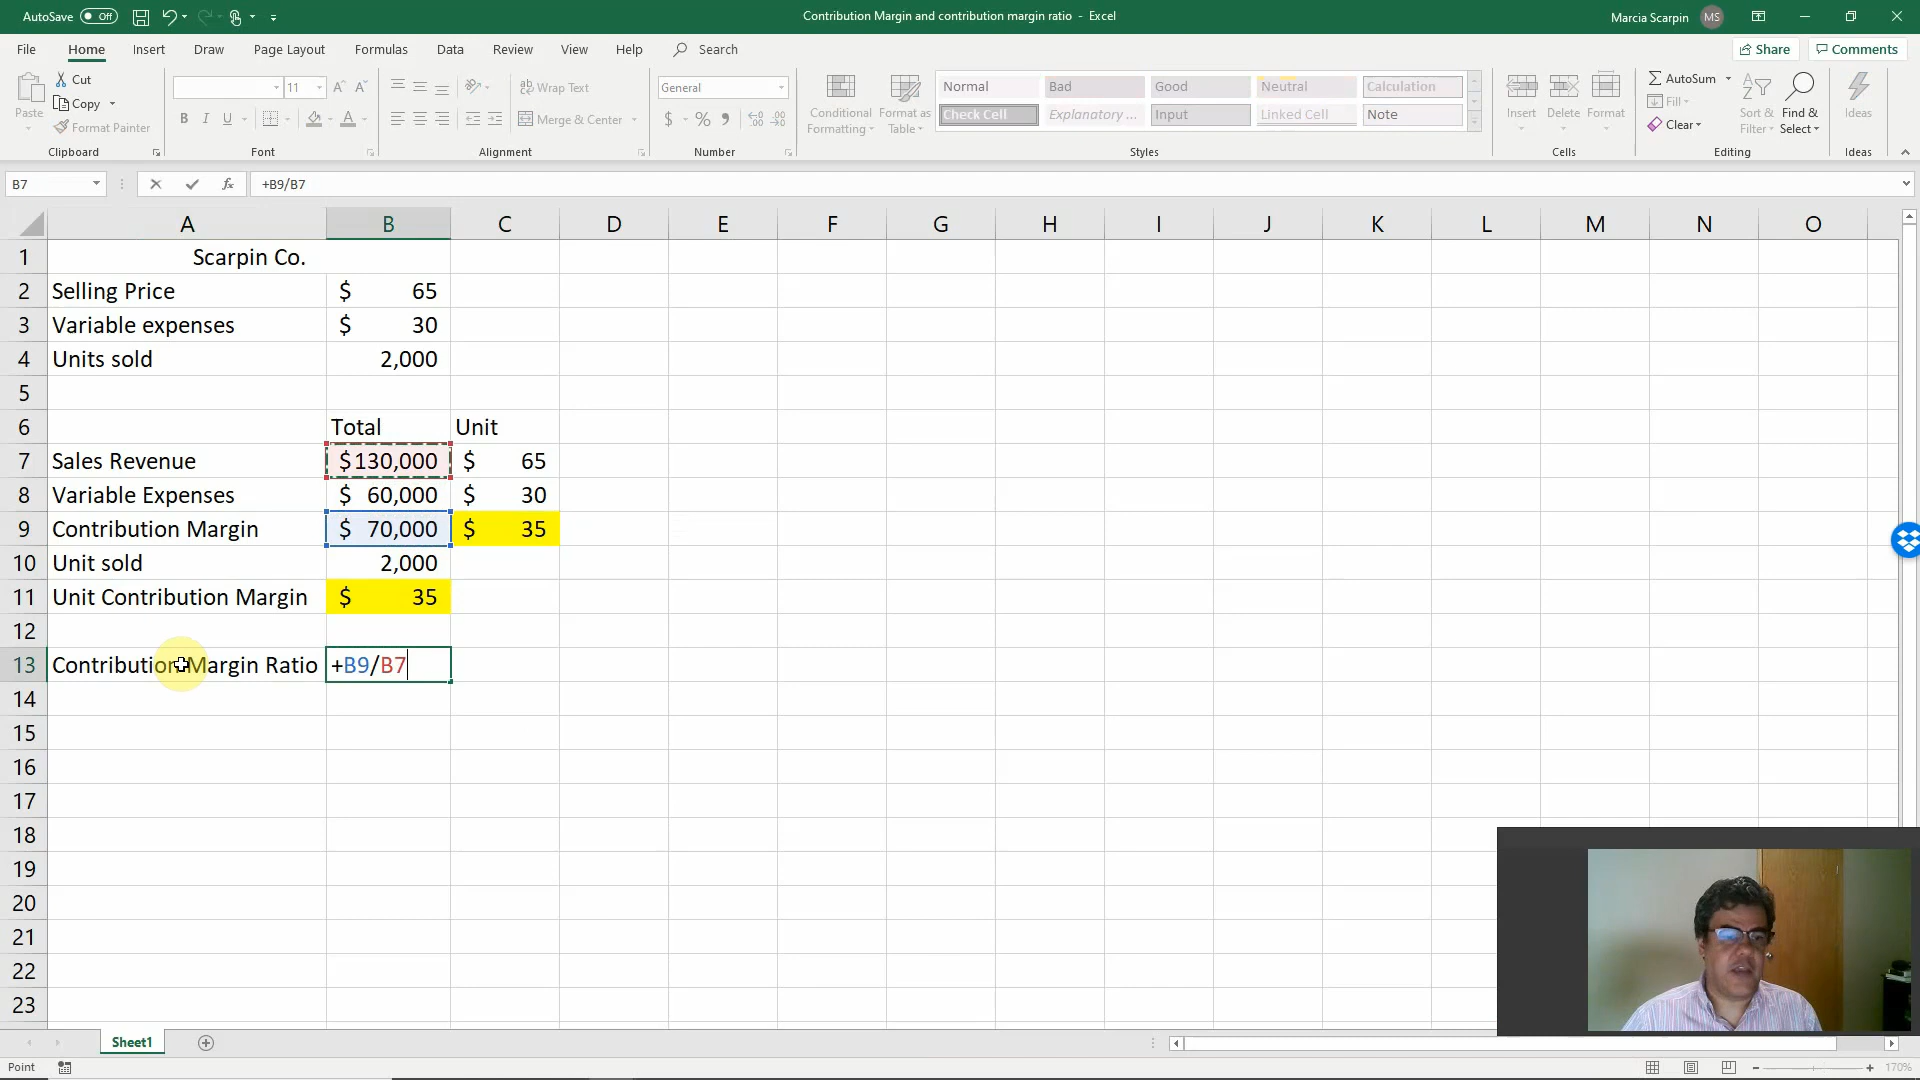 AutoSave Off
Contribution Margin and contribution margin ratio - Excel
Marcia Scarpin MS
File Home Insert Draw Page Layout Formulas Data Review View Help Search
Share Comments
Paste
Cut
Copy
Format Painter
Clipboard
11 A A
B I U A
Font
Wrap Text
Merge & Center
Alignment
General
$ % 9
Number
Conditional Formatting
Format as Table
Normal Bad Good Neutral Calculation
Check Cell Explanatory ... Input Linked Cell Note
Styles
Insert Delete Format
Cells
AutoSum
Fill
Clear
Sort & Filter
Find & Select
Editing
Ideas
Ideas
B7 fx +B9/B7
A B C D E F G H I J K L M N O
1 Scarpin Co.
2 Selling Price $ 65
3 Variable expenses $ 30
4 Units sold 2,000
5
6 Total Unit
7 Sales Revenue $130,000 $ 65
8 Variable Expenses $ 60,000 $ 30
9 Contribution Margin $ 70,000 $ 35
10 Unit sold 2,000
11 Unit Contribution Margin $ 35
12
13 Contribution Margin Ratio +B9/B7
14
15
16
17
18
19
20
21
22
23
Sheet1
Point
170%